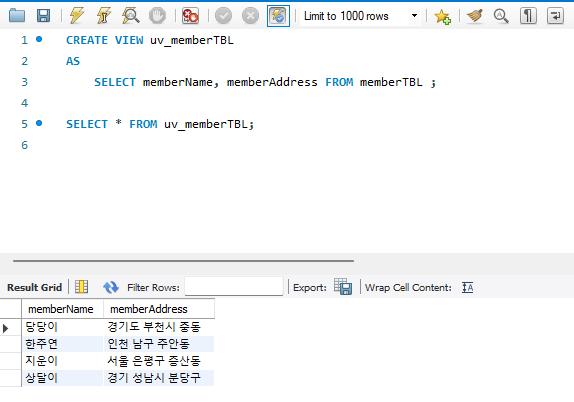 Limit to 1000 rows
1 CREATE VIEW uv_memberTBL
2 AS
3 SELECT memberName, memberAddress FROM memberTBL ;
4
5 SELECT * FROM uv_memberTBL;
6
Result Grid Filter Rows: Export: Wrap Cell Content:
memberName memberAddress
당당이 경기도 부천시 중동
한주연 인천 남구 주안동
지운이 서울 은평구 증산동
상달이 경기 성남시 분당구